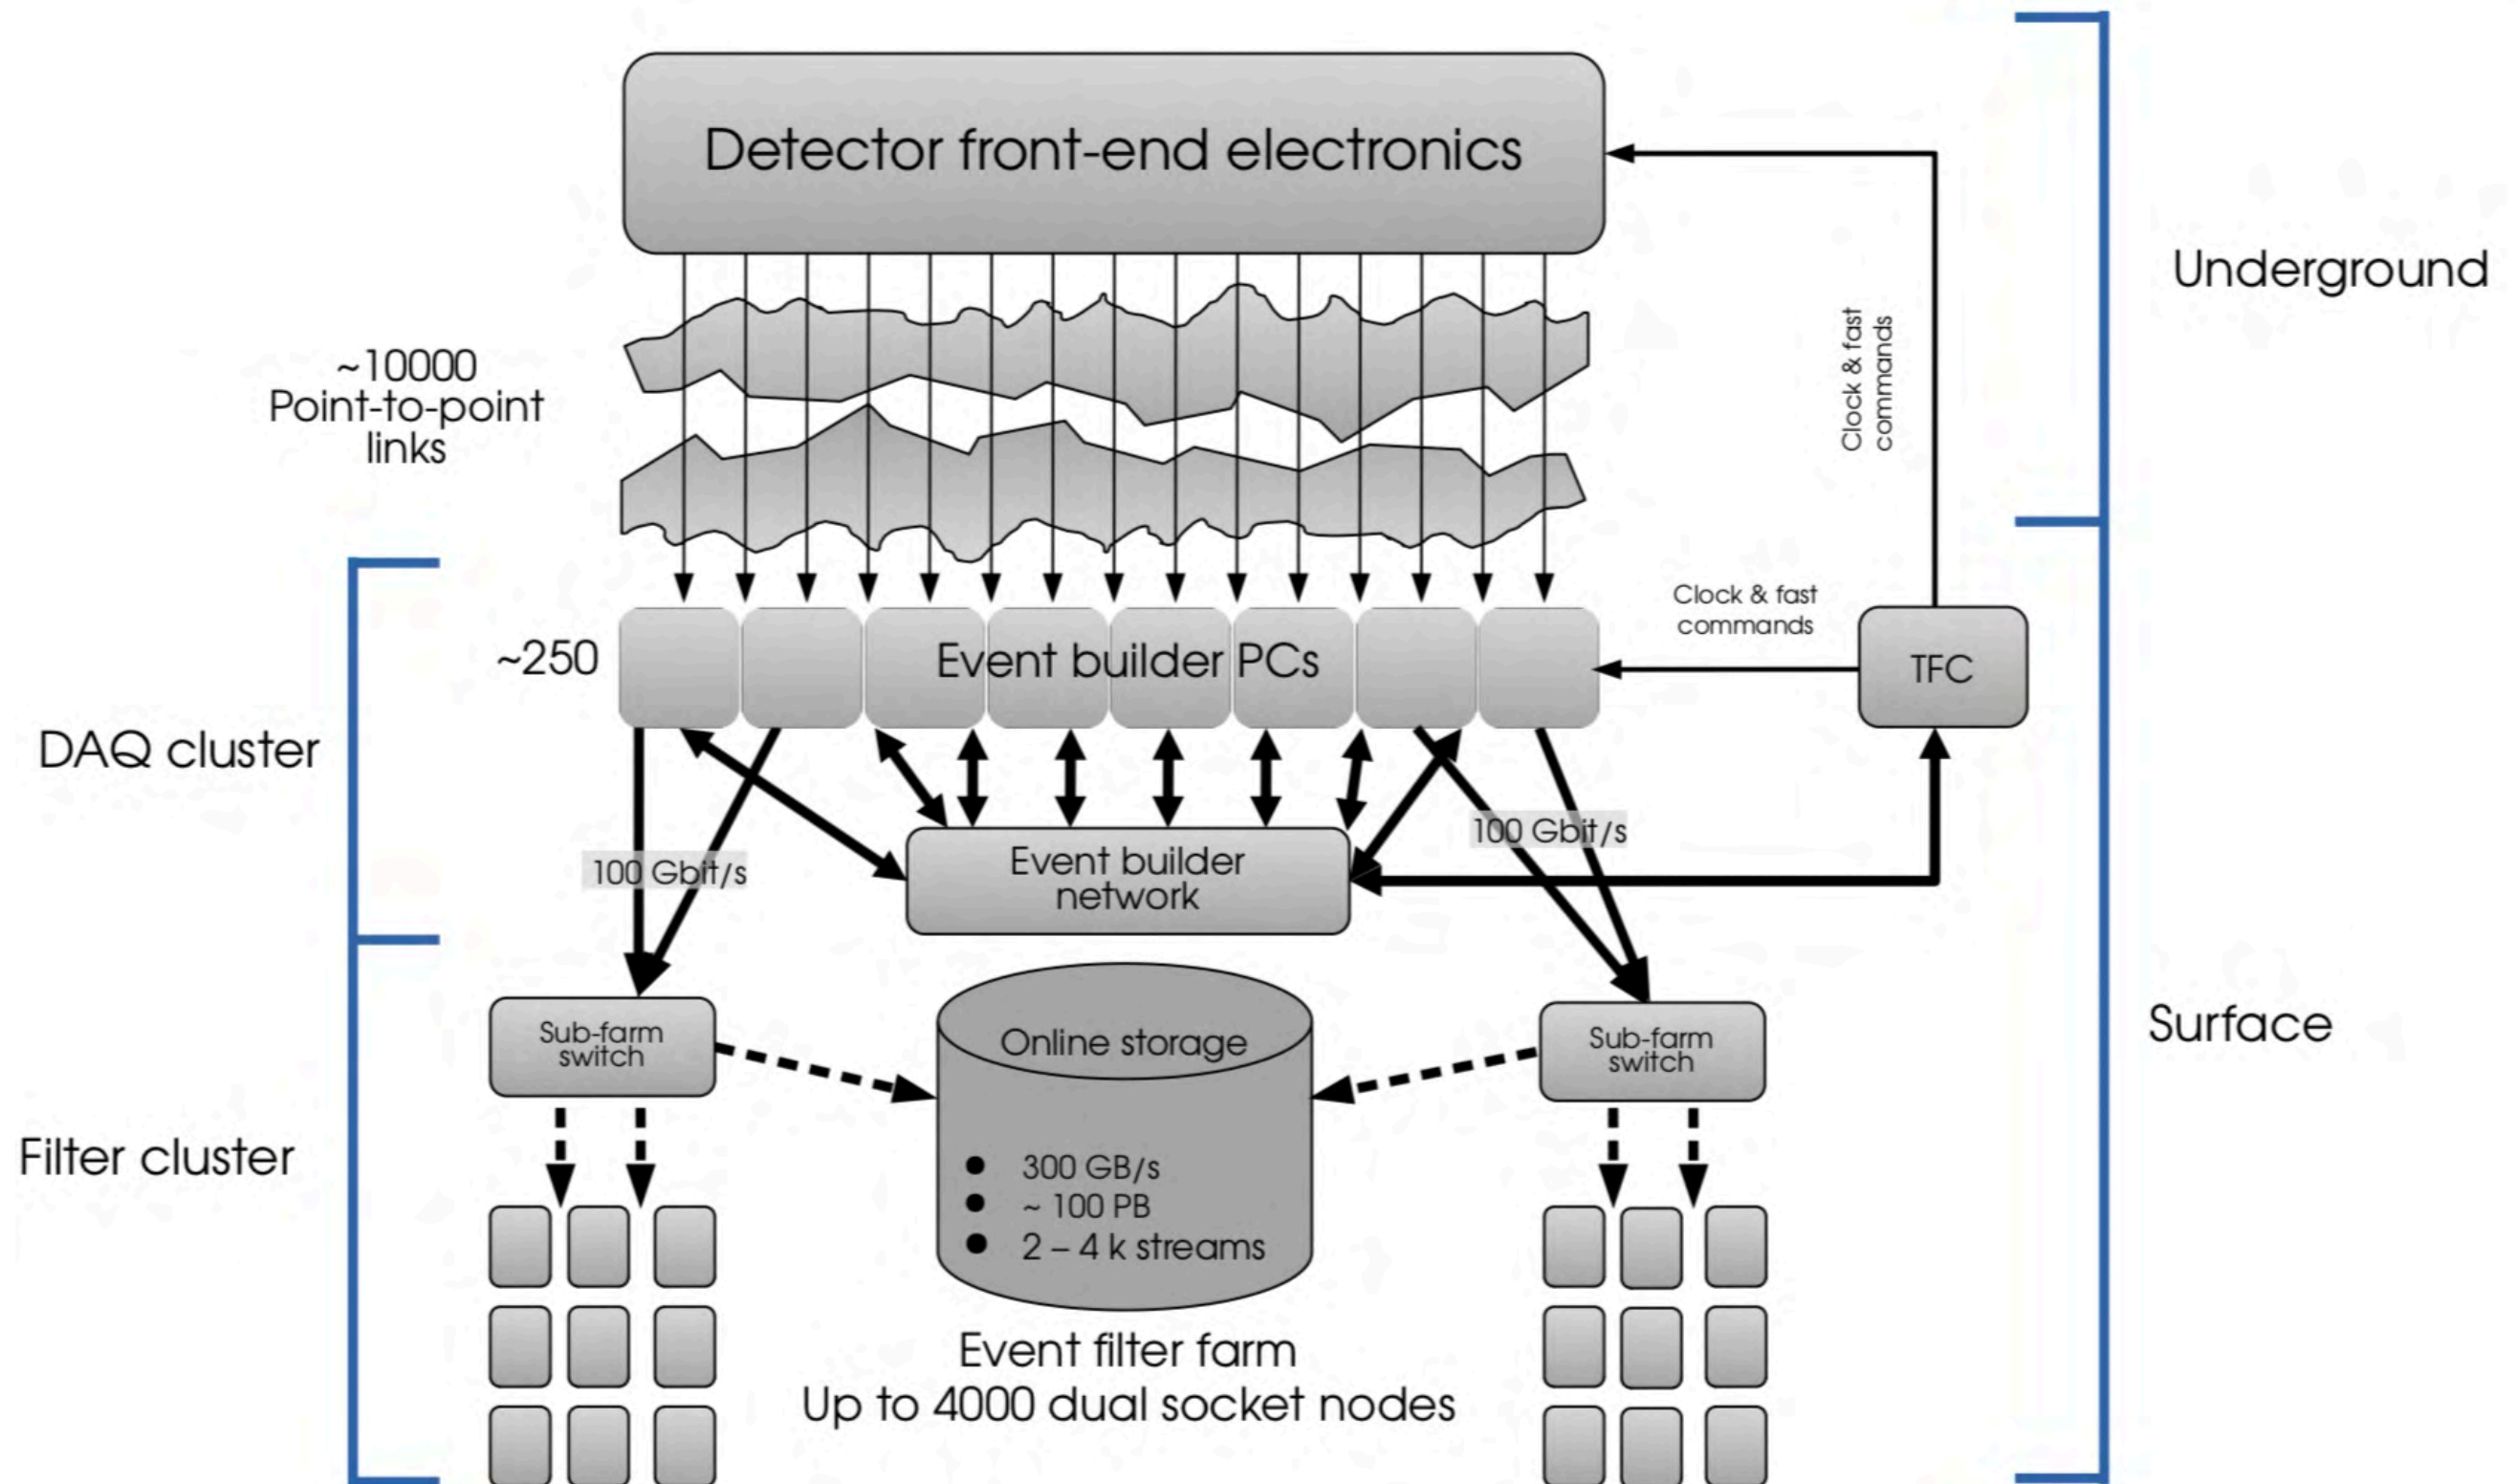 Detector front-end electronics
Underground
Clock & fast
commands
~10000
Point-to-point
links
Clock & fast
commands
~250
Event builder PCs
TFC
DAQ cluster
100 Gbit/s
100 Gbit/s
Event builder
network
Surface
Sub-farm
switch
Online storage
Sub-farm
switch
Filter cluster
● 300 GB/s
● ~ 100 PB
● 2 – 4 k streams
Event filter farm
Up to 4000 dual socket nodes